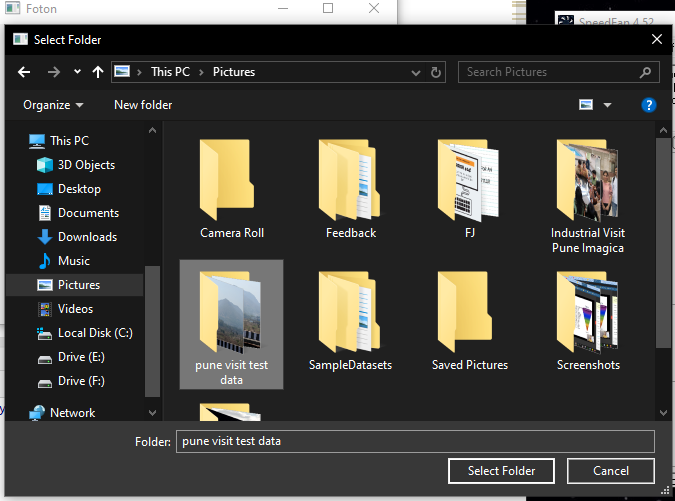 Foton
SpeedFan 4.52
Select Folder
This PC > Pictures
Search Pictures
Organize
New folder
?
This PC
3D Objects
Desktop
Documents
Downloads
Music
Pictures
Videos
Local Disk (C:)
Drive (E:)
Drive (F:)
Network
Camera Roll
Feedback
FJ
Industrial Visit
Pune Imagica
pune visit test
data
SampleDatasets
Saved Pictures
Screenshots
Folder:
pune visit test data
Select Folder
Cancel